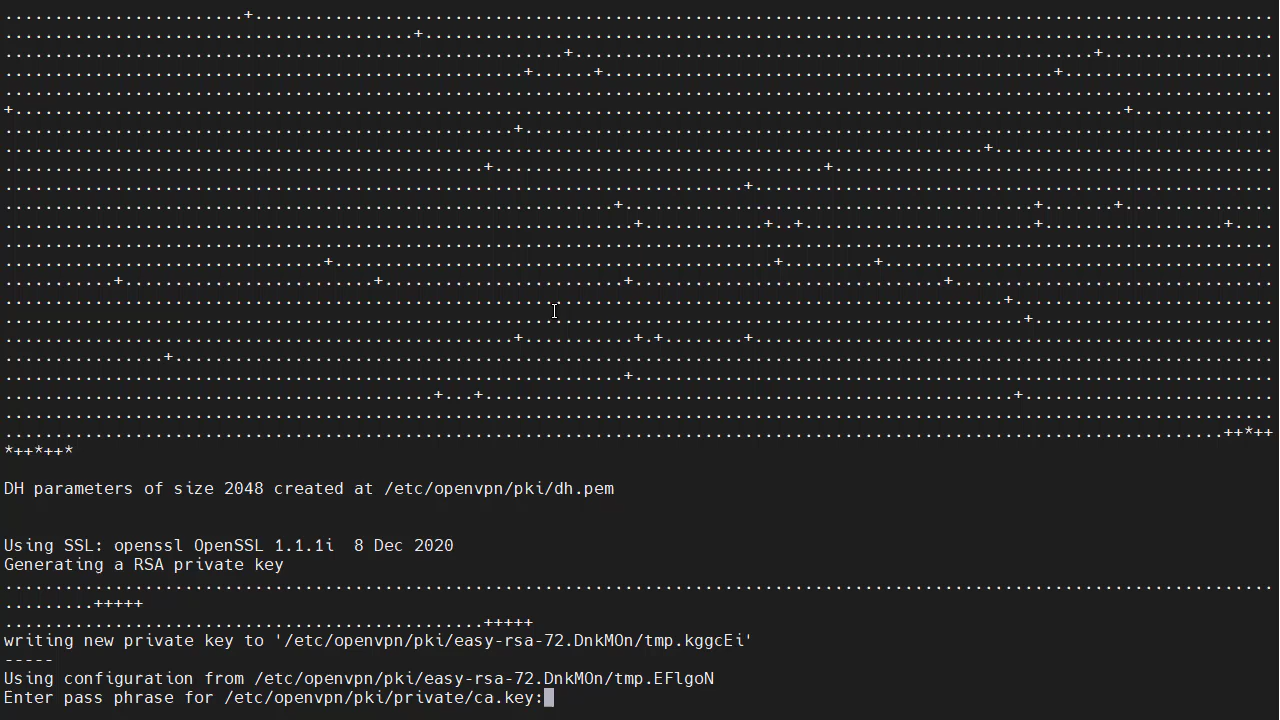 *++*++*
DH parameters of size 2048 created at /etc/openvpn/pki/dh.pem
Using SSL: openssl OpenSSL 1.1.1i  8 Dec 2020
Generating a RSA private key
.........+++++
................................................+++++
writing new private key to '/etc/openvpn/pki/easy-rsa-72.DnkMOn/tmp.kggcEi'
-----
Using configuration from /etc/openvpn/pki/easy-rsa-72.DnkMOn/tmp.EFlgoN
Enter pass phrase for /etc/openvpn/pki/private/ca.key: